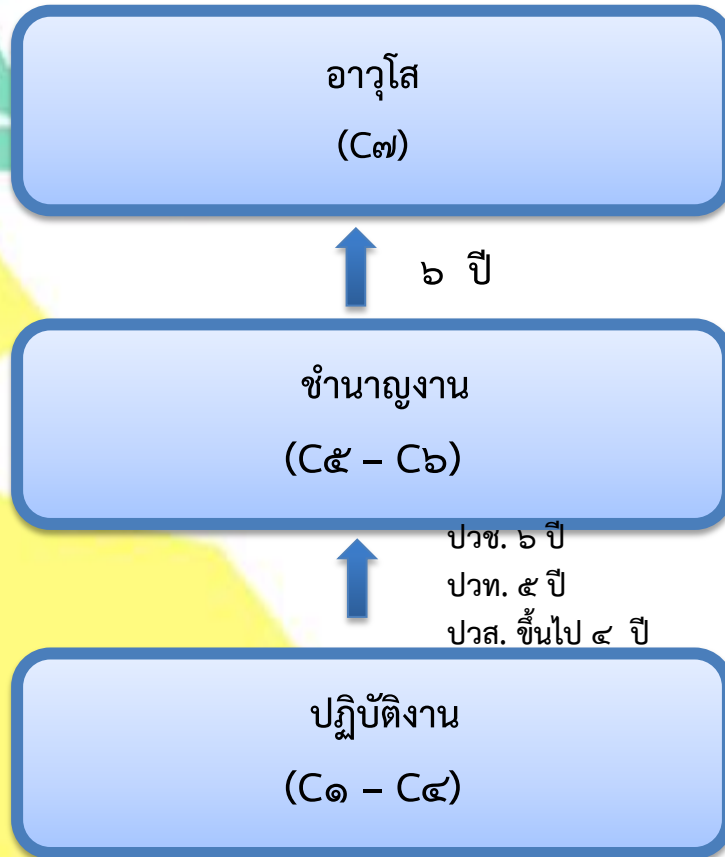 อาวุโส
(C๗)
๖ ปี
ชำนาญงาน
(C๕ – C๖)
ปวช. ๖ ปี
ปวท. ๕ ปี
ปวส. ขึ้นไป ๔ ปี
ปฏิบัติงาน
(C๑ – C๔)